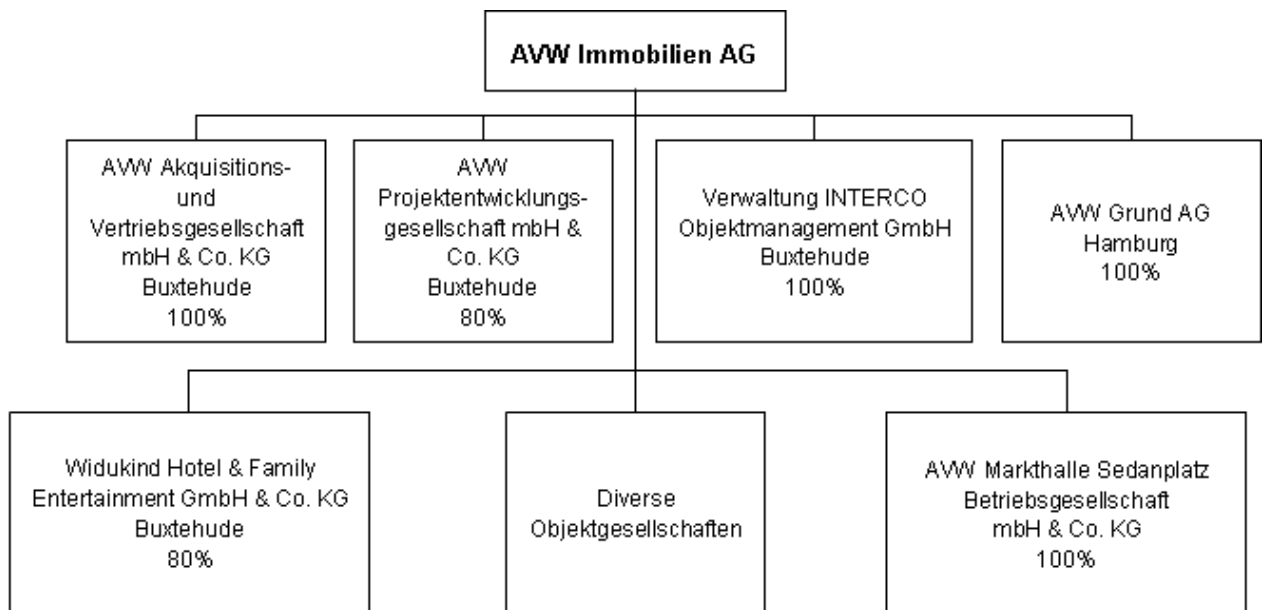 AVW Immobilien AG
AVW Akquisitions-
und
Vertriebsgesellschaft
mbH & Co. KG
Buxtehude
100%
AVW
Projektentwicklungs-
gesellschaft mbH &
Co. KG
Buxtehude
80%
Verwaltung INTERCO
Objektmanagement GmbH
Buxtehude
100%
AVW Grund AG
Hamburg
100%
Widukind Hotel & Family
Entertainment GmbH & Co. KG
Buxtehude
80%
Diverse
Objektgesellschaften
AVW Markthalle Sedanplatz
Betriebsgesellschaft
mbH & Co. KG
100%